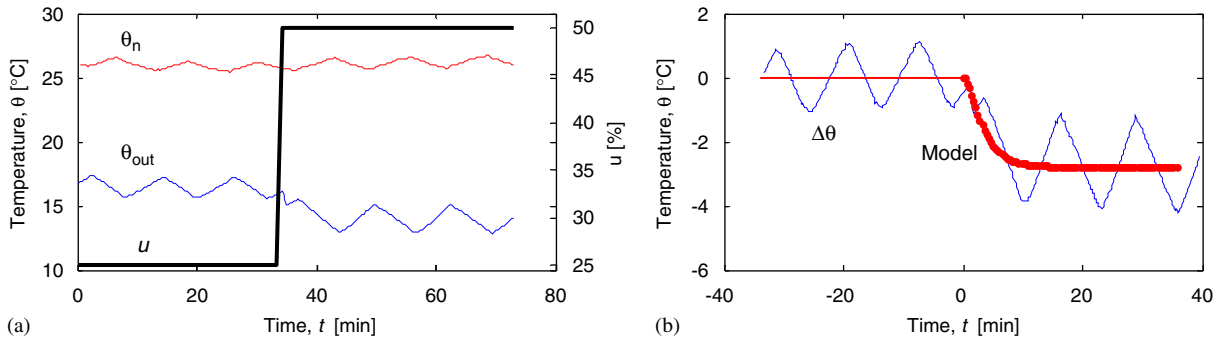 30
25
20
15
10
Temperature, θ [°C]
θn
θout
u
50
45
40
35
30
25
u [%]
0
20
40
60
80
Time, t [min]
(a)
0
-2
-4
-6
Temperature, θ [°C]
Δθ
Model
-40
-20
0
20
40
Time, t [min]
(b)
2